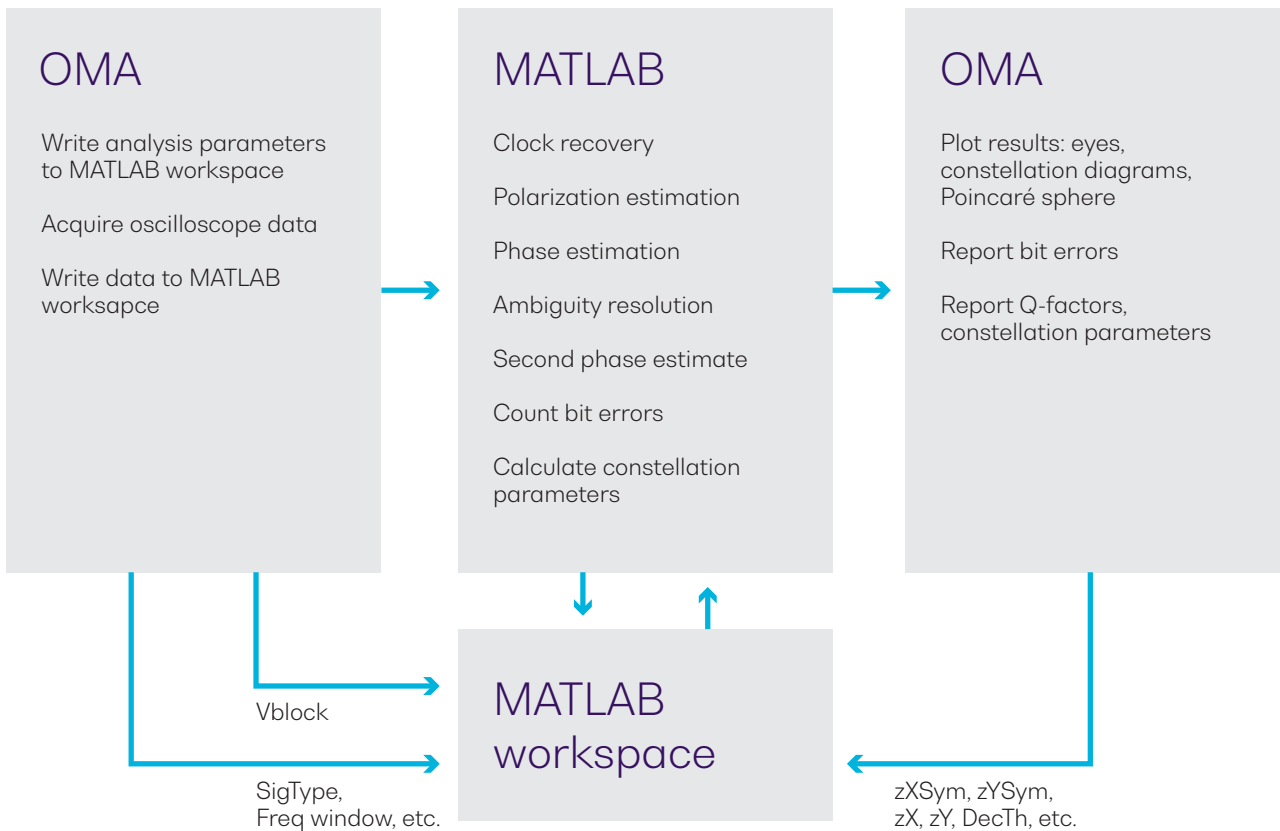 OMA
Write analysis parameters
to MATLAB workspace
Acquire oscilloscope data
Write data to MATLAB
worksapce
MATLAB
Clock recovery
Polarization estimation
Phase estimation
Ambiguity resolution
Second phase estimate
Count bit errors
Calculate constellation
parameters
OMA
Plot results: eyes,
constellation diagrams,
Poincaré sphere
Report bit errors
Report Q-factors,
constellation parameters
Vblock
SigType,
Freq window, etc.
MATLAB
workspace
zXSym, zYSym,
zX, zY, DecTh, etc.